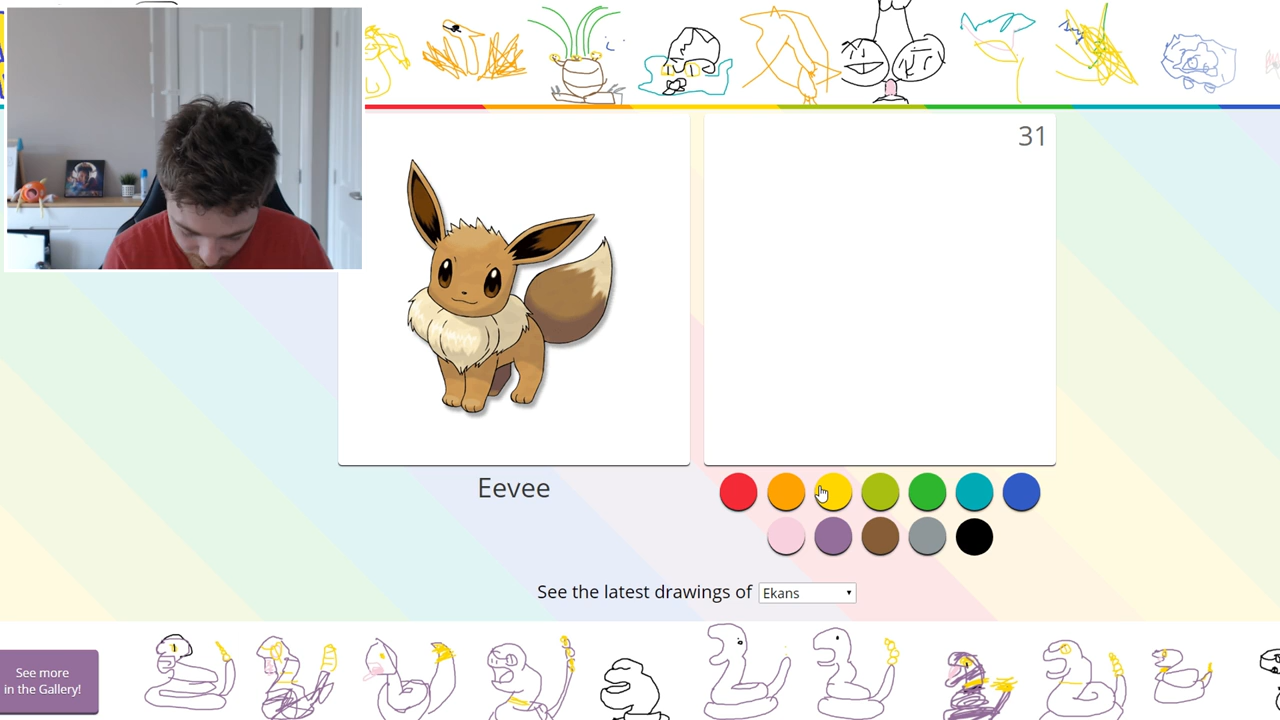 31
Eevee
See the latest drawings of Ekans
See more
in the Gallery!